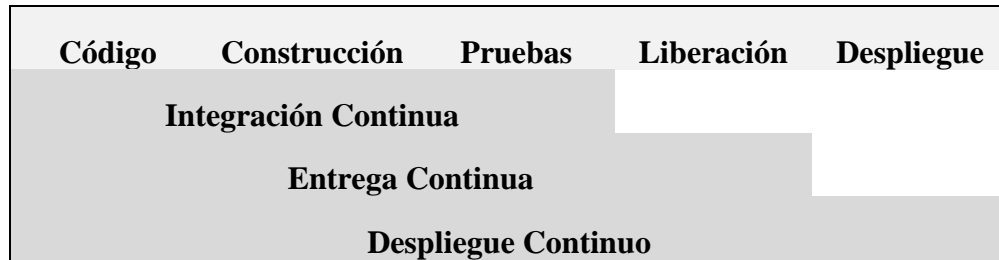 Código Construcción Pruebas Liberación Despliegue
Integración Continua
Entrega Continua
Despliegue Continuo